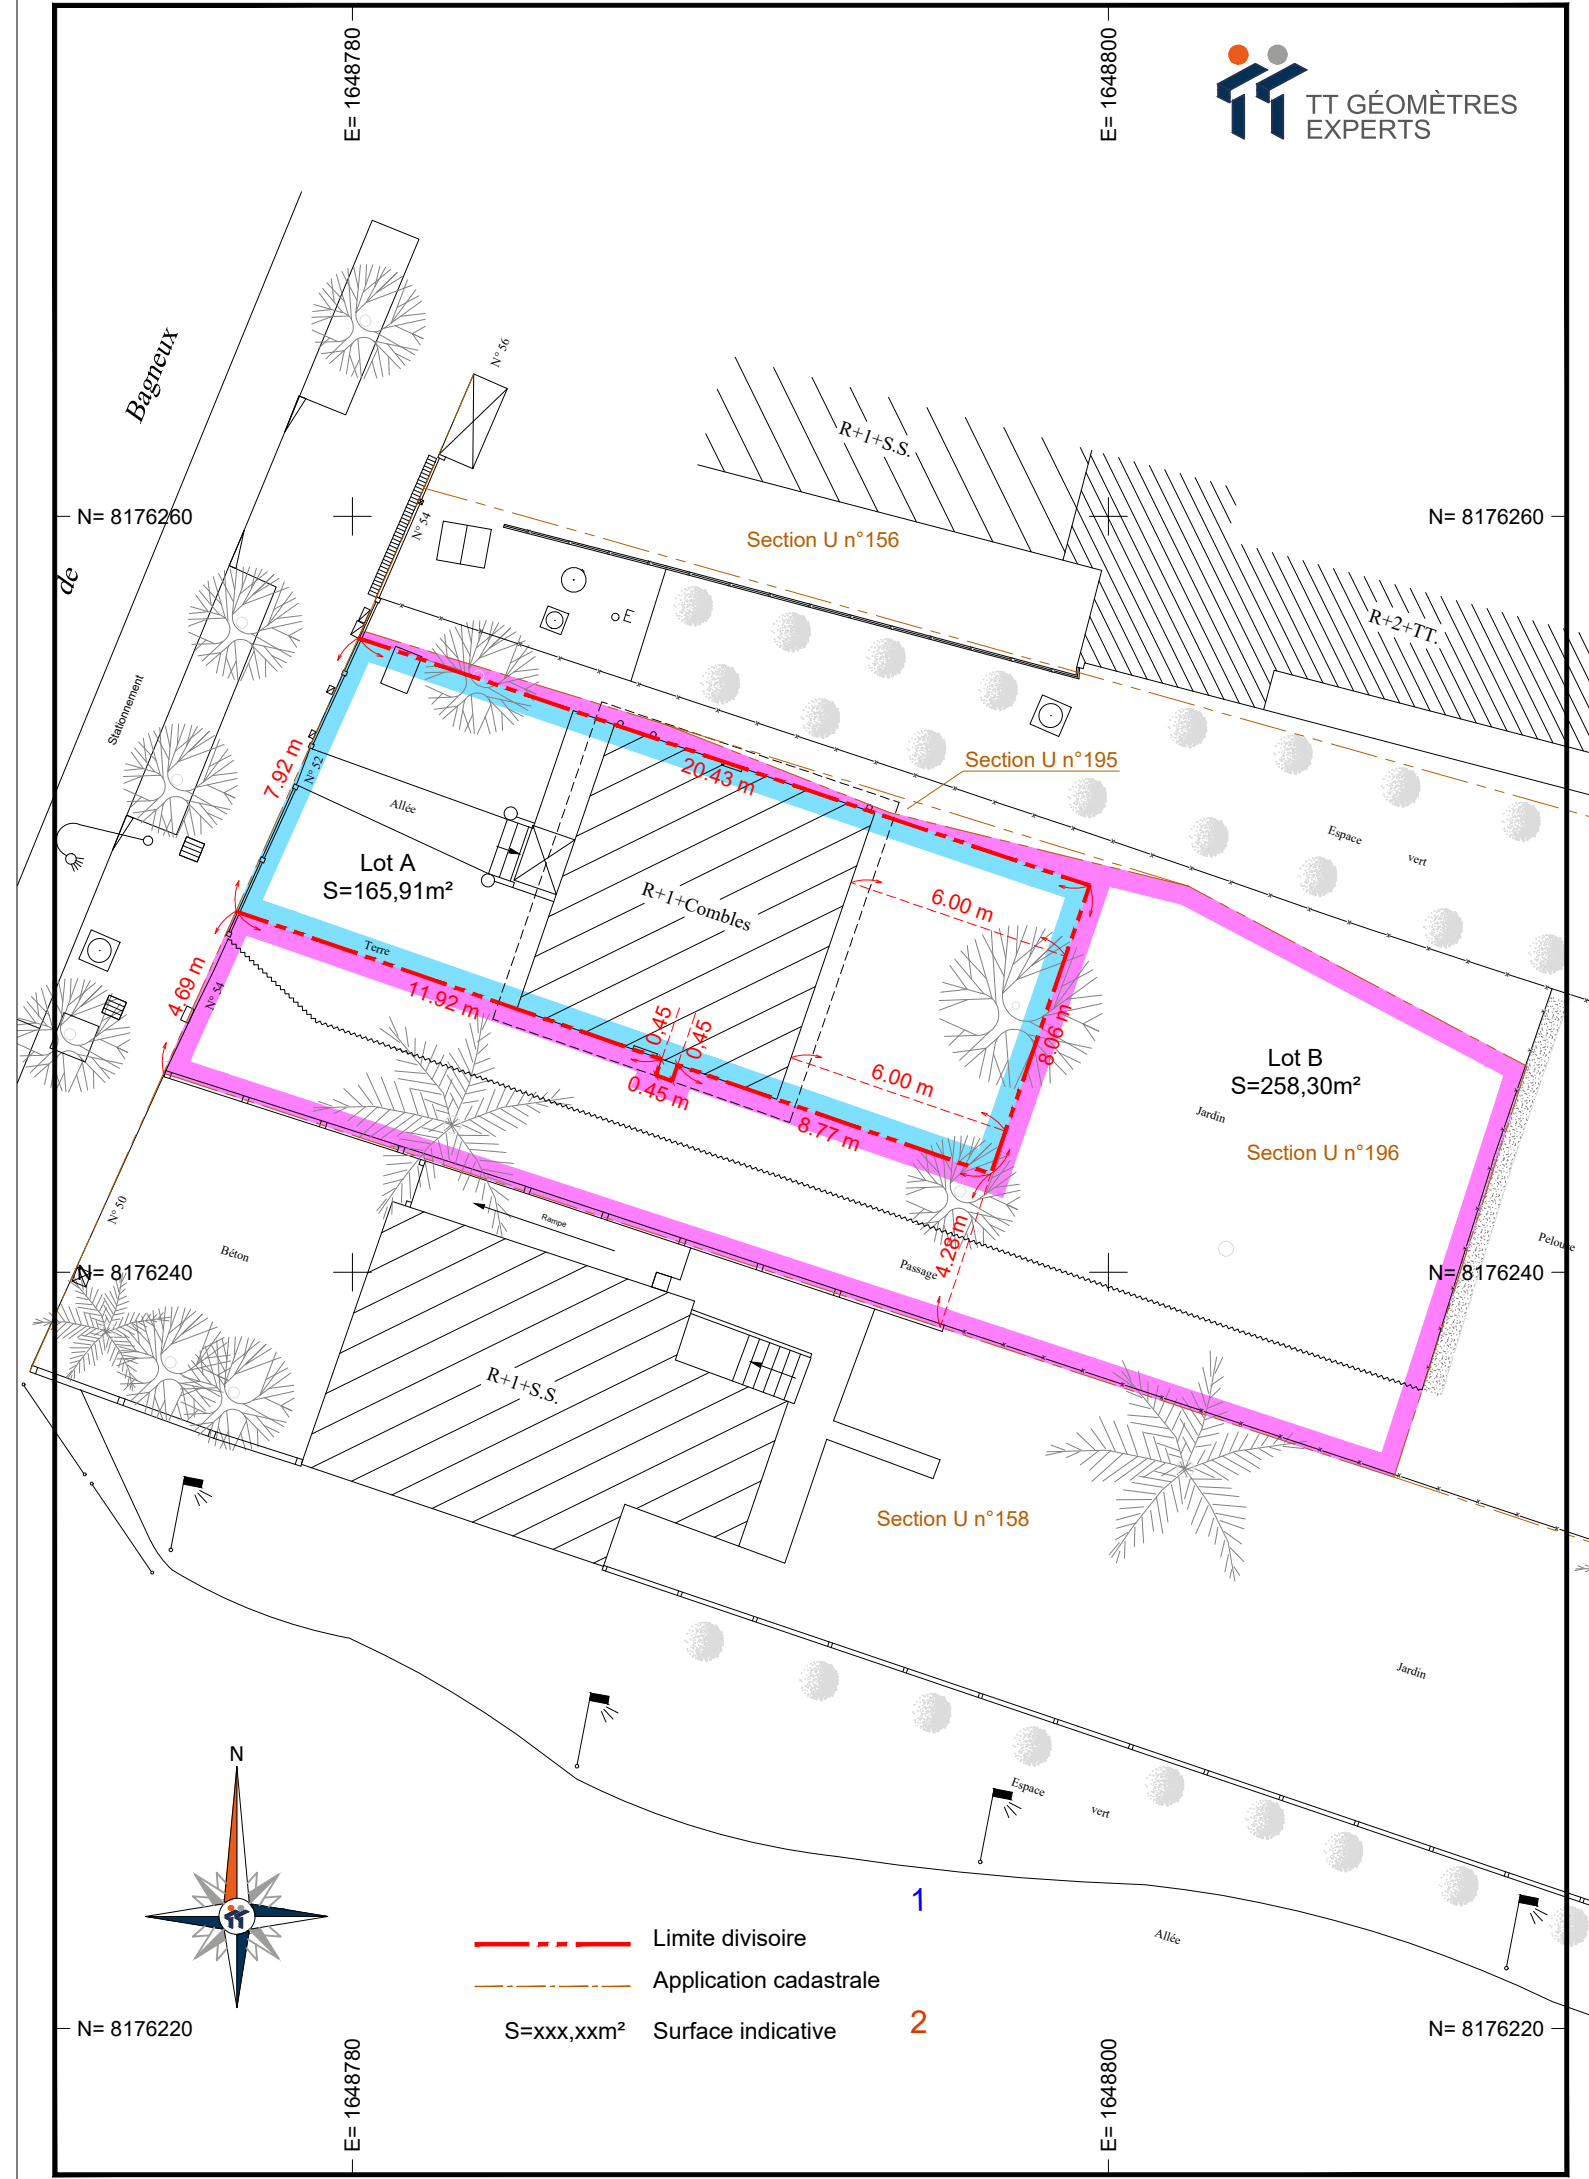 E= 1648780
E= 1648800
TT GÉOMÈTRES
EXPERTS
Bagneux
N° 56
R+1+S.S.
N= 8176260
N° 54
Section U n°156
N= 8176260
de
E
R+2+TT.
Stationnement
7.92 m
N° 52
20.43 m
Section U n°195
Allée
Espace
vert
Lot A
S=165,91m²
R+1+Combles
6.00 m
Terre
4.69 m
N° 54
11.92 m
0,45
0,45
8.06 m
Lot B
S=258,30m²
0.45 m
6.00 m
8.77 m
Jardin
Section U n°196
N° 50
Rampe
4.28 m
Béton
Passage
Pelouse
N= 8176240
N= 8176240
R+1+S.S.
Section U n°158
Jardin
N
Espace
vert
1
Allée
Limite divisoire
Application cadastrale
S=xxx,xxm²
Surface indicative
2
N= 8176220
N= 8176220
E= 1648780
E= 1648800